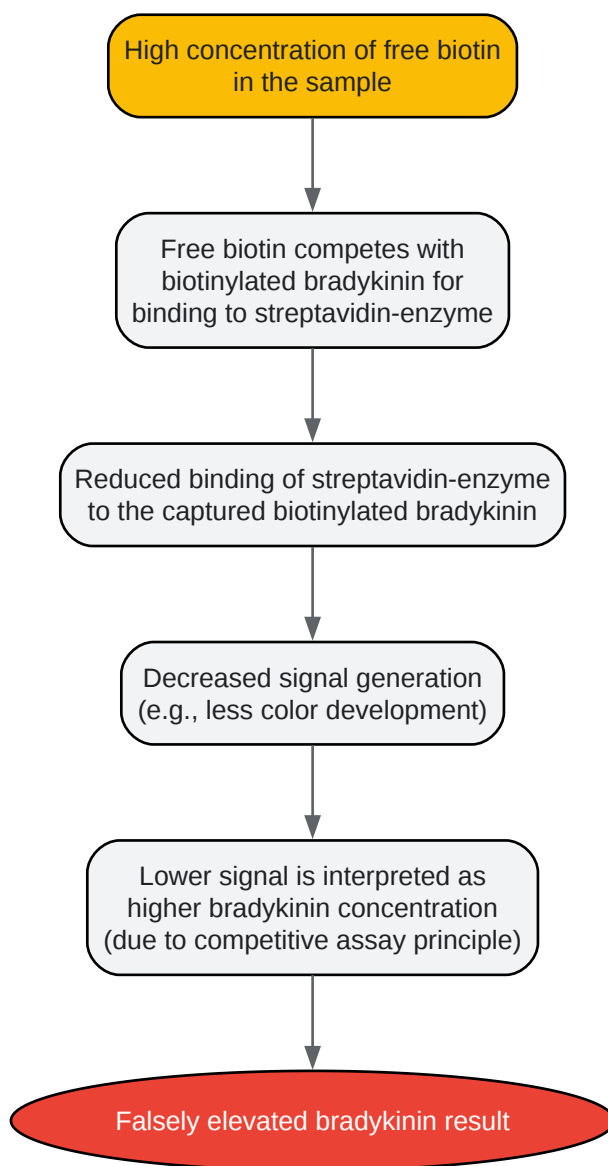 High concentration of free biotin
in the sample
Free biotin competes with
biotinylated bradykinin for
binding to streptavidin-enzyme
Reduced binding of streptavidin-enzyme
to the captured biotinylated bradykinin
Decreased signal generation
(e.g., less color development)
Lower signal is interpreted as
higher bradykinin concentration
(due to competitive assay principle)
Falsely elevated bradykinin result